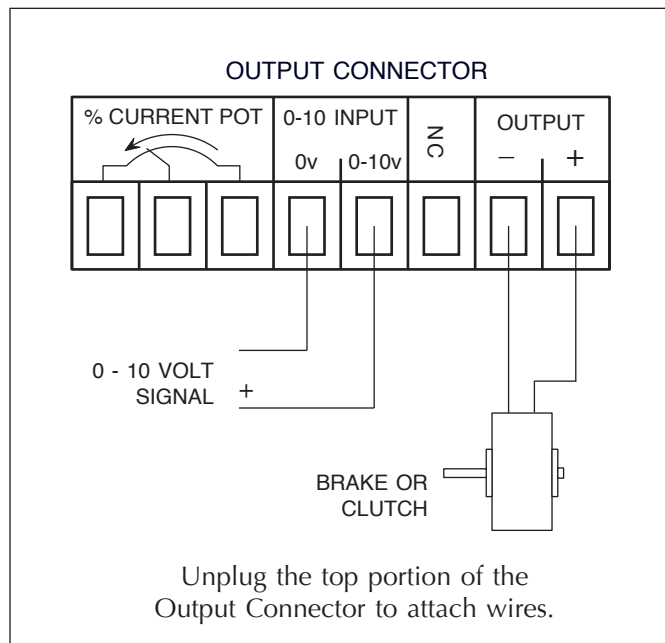 OUTPUT CONNECTOR
% CURRENT POT
0-10 INPUT
0v
0-10v
NC
OUTPUT
− +
0 - 10 VOLT
SIGNAL
+
BRAKE OR
CLUTCH
Unplug the top portion of the
Output Connector to attach wires.